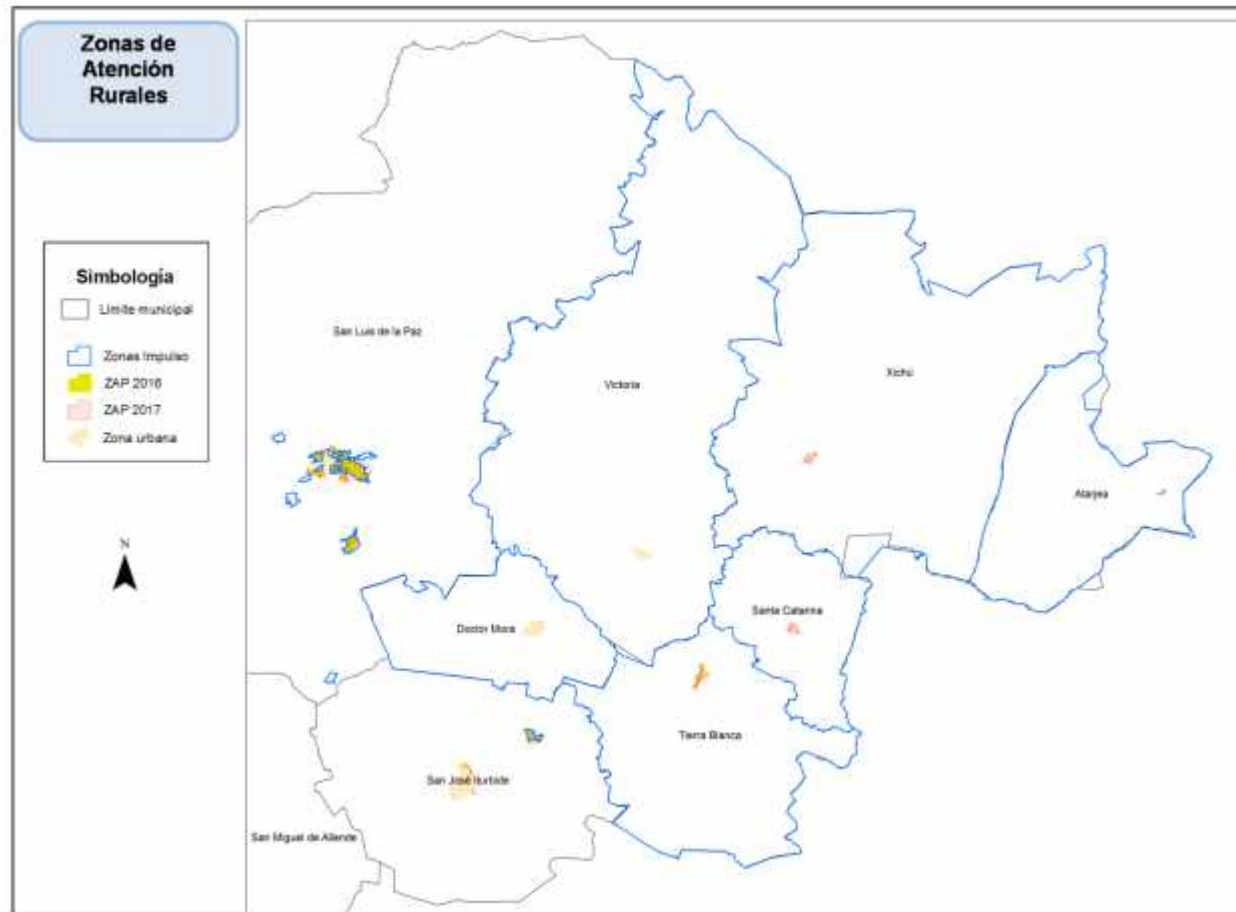 Zonas de
Atención
Rurales
Simbología
Límite municipal
Zonas Impulso
ZAP 2016
ZAP 2017
Zona urbana
N
San Luis de la Paz
Victoria
Xichú
Atarjea
Santa Catarina
Doctor Mora
Tierra Blanca
San José Iturbide
San Miguel de Allende